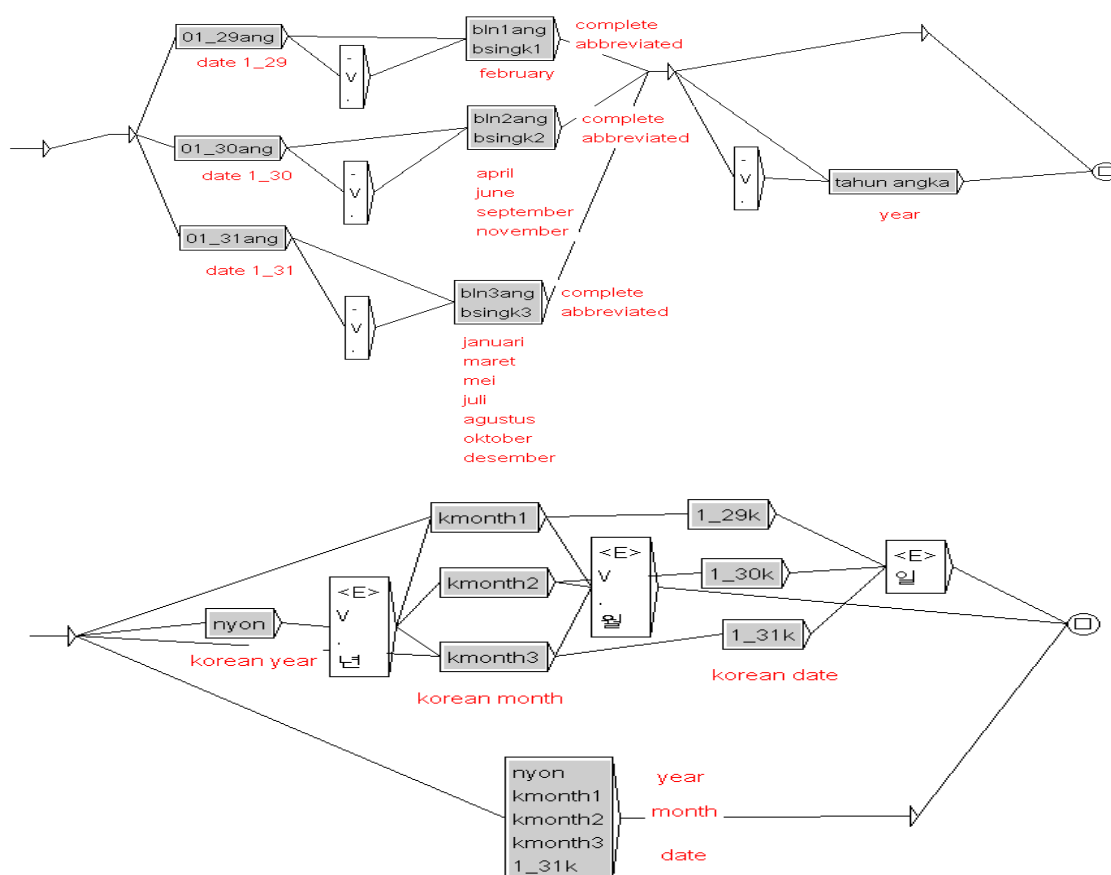 01_29ang
date 1_29
-
v
.
bln1ang
bsingk1
complete
abbreviated
february
01_30ang
date 1_30
-
v
.
bln2ang
bsingk2
complete
abbreviated
april
june
september
november
-
v
.
tahun angka
year
01_31ang
date 1_31
-
v
.
bln3ang
bsingk3
complete
abbreviated
januari
maret
mei
juli
agustus
oktober
desember
kmonth1
1_29k
<E>
v
.
년
<E>
v
.
월
<E>
일
kmonth2
1_30k
nyon
korean year
kmonth3
1_31k
korean month
korean date
nyon
kmonth1
kmonth2
kmonth3
1_31k
year
month
date